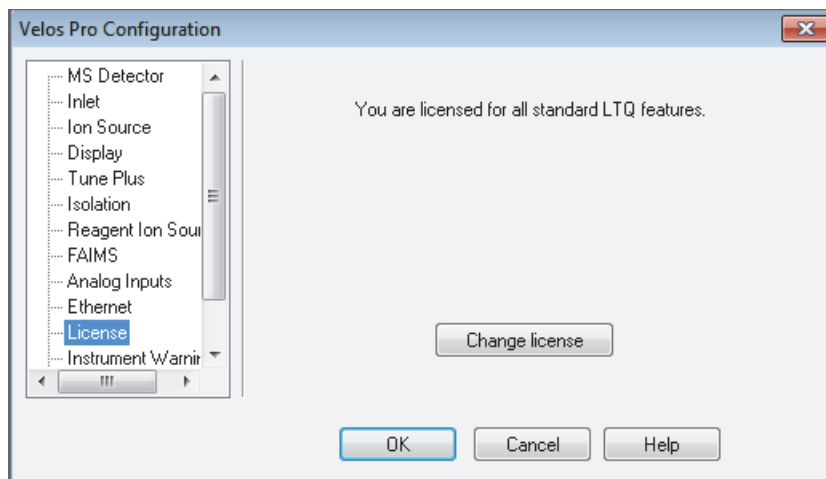 Velos Pro Configuration
MS Detector
Inlet
Ion Source
Display
Tune Plus
Isolation
Reagent Ion Sour
FAIMS
Analog Inputs
Ethernet
License
Instrument Warnin
You are licensed for all standard LTQ features.
Change license
OK Cancel Help